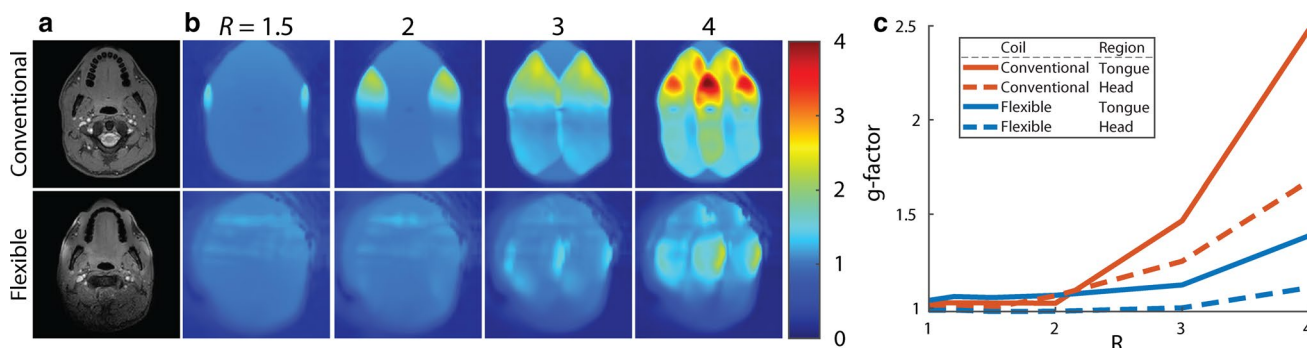 a
b
R = 1.5
2
3
4
Conventional
Flexible
4
3
2
1
0
c
g-factor
2.5
2
1.5
1
Coil Region
Conventional Tongue
Conventional Head
Flexible Tongue
Flexible Head
1 2 3 4
R